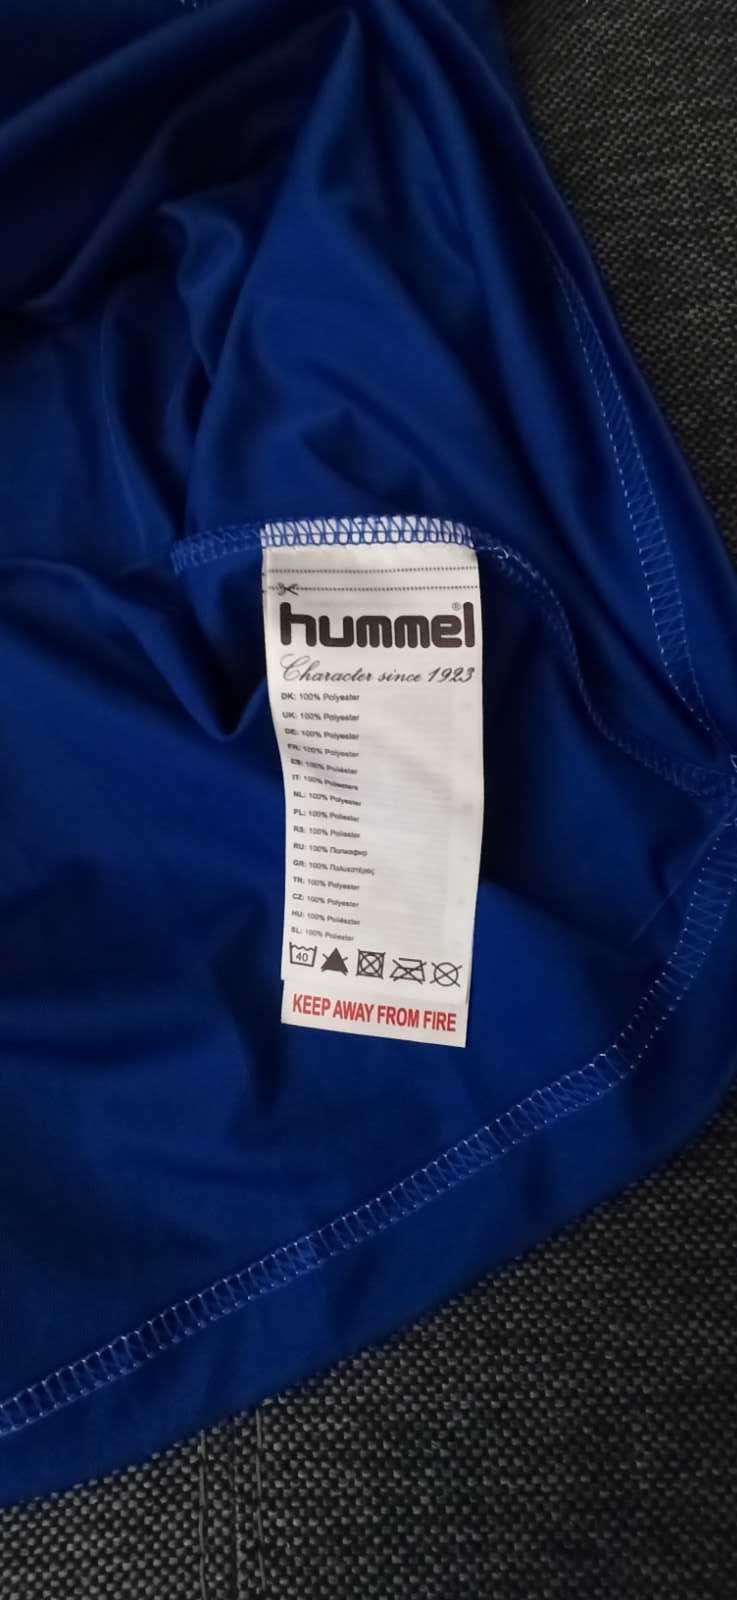 hummel®
Character since 1923
DK: 100% Polyester
UK: 100% Polyester
DE: 100% Polyester
FR: 100% Polyester
ES: 100% Poliéster
IT: 100% Poliestere
NL: 100% Polyester
PL: 100% Poliester
RS: 100% Poliester
RU: 100% Полиэфир
GR: 100% Πολυεστέρας
TR: 100% Polyester
CZ: 100% Polyester
HU: 100% Poliészter
SL: 100% Poliester
40
KEEP AWAY FROM FIRE